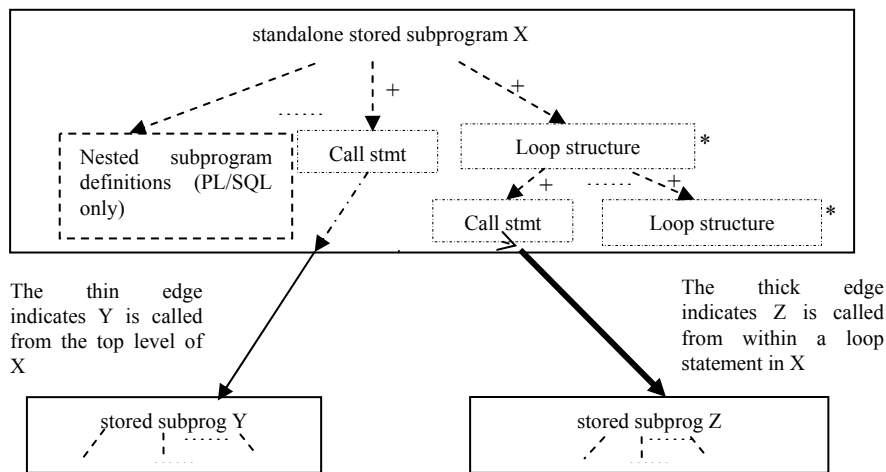 standalone stored subprogram X
+
+
Nested subprogram
definitions (PL/SQL
only)
Call stmt
Loop structure
*
+
+
Call stmt
Loop structure
*
The thin edge
indicates Y is called
from the top level of
X
The thick edge
indicates Z is called
from within a loop
statement in X
stored subprog Y
stored subprog Z